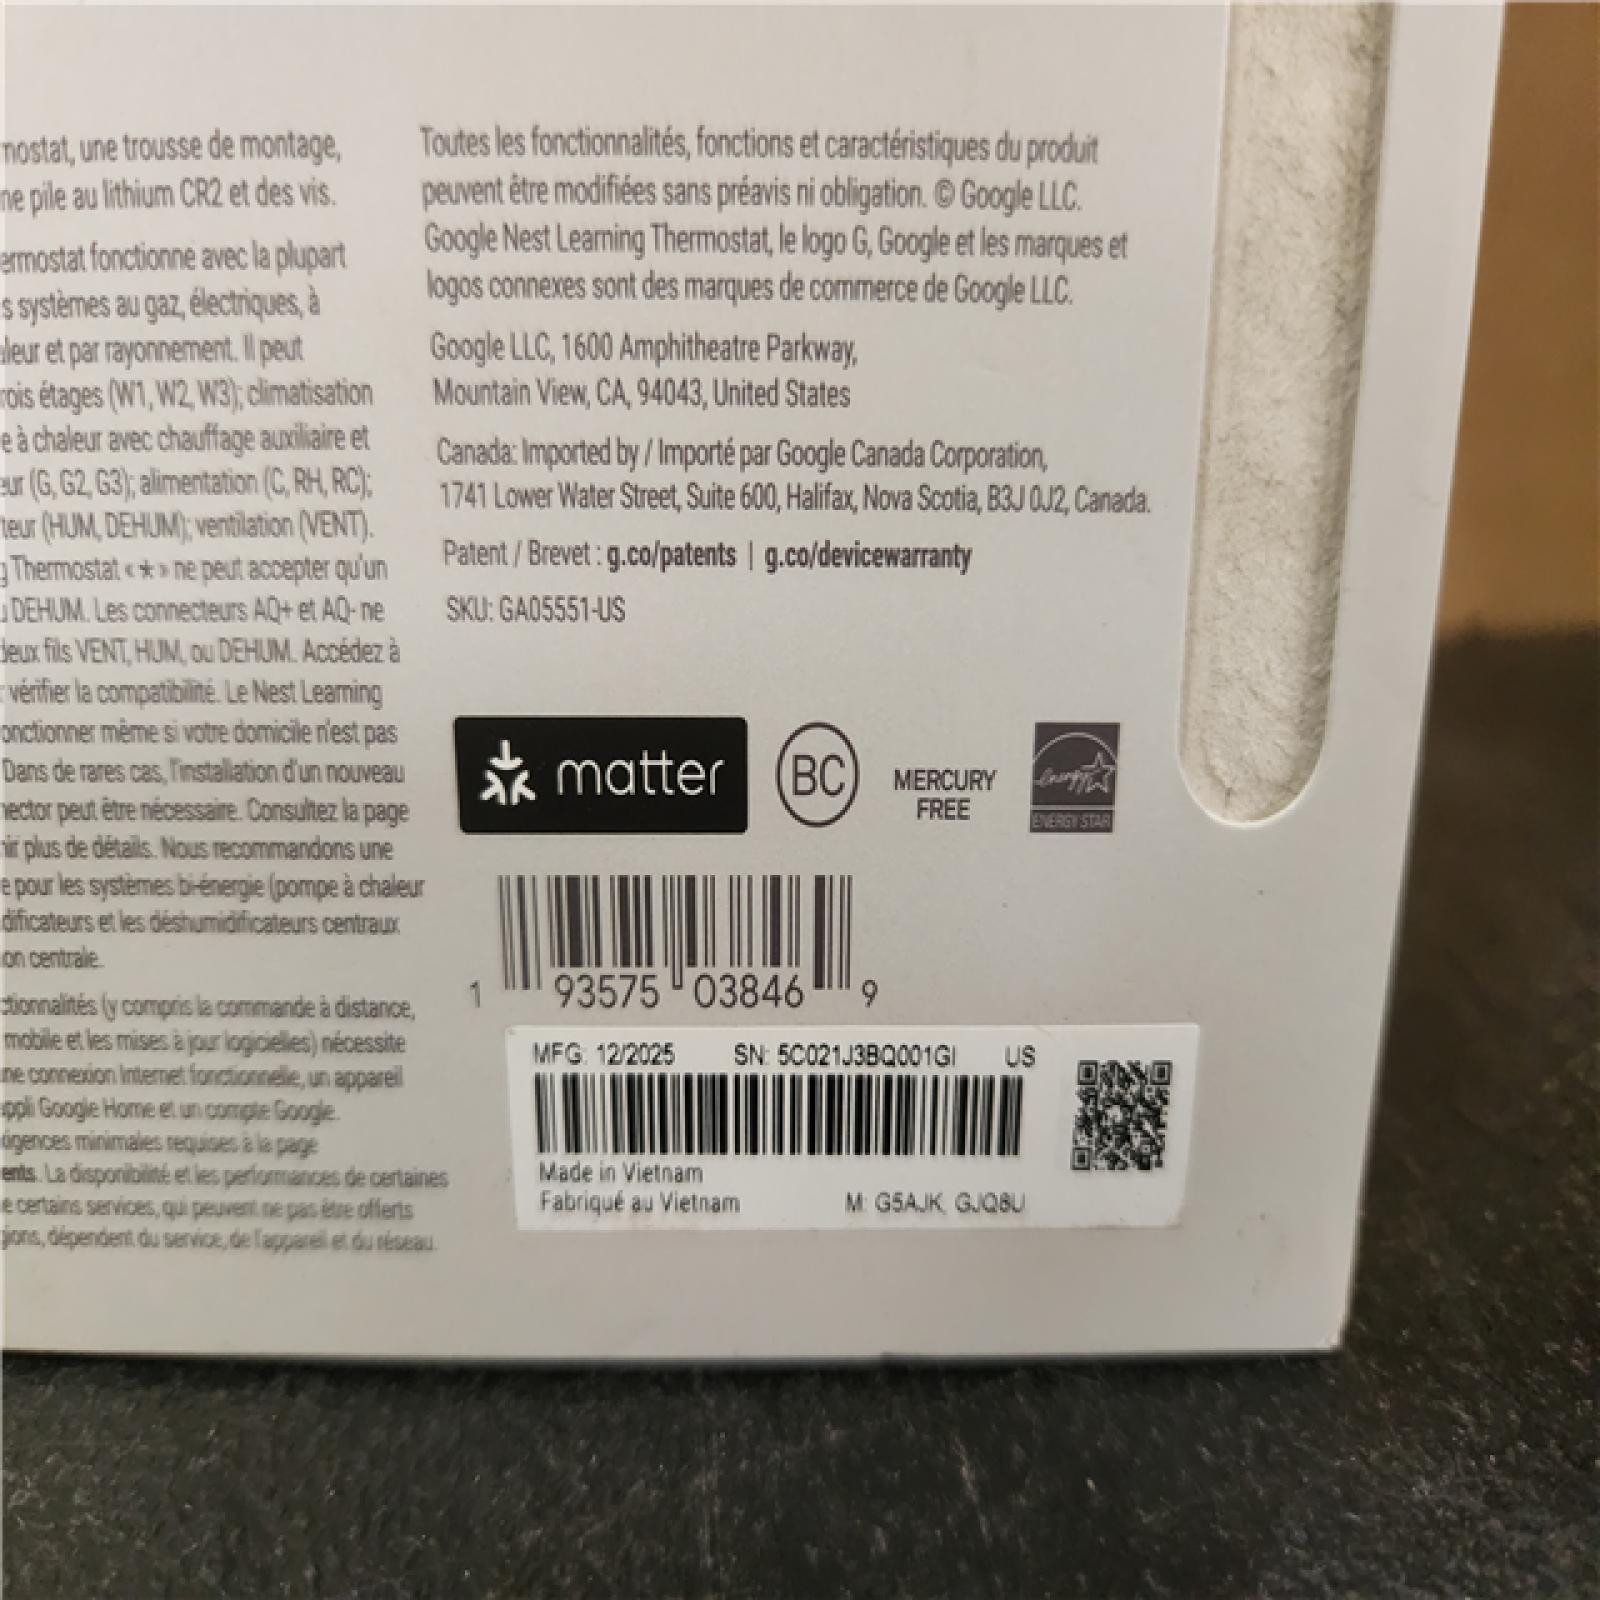 mostat, une trousse de montage,
ne pile au lithium CR2 et des vis.
ermostat fonctionne avec la plupart
s systèmes au gaz, électriques, à
aleur et par rayonnement. Il peut
rois étages (W1, W2, W3); climatisation
e à chaleur avec chauffage auxiliaire et
eur (G, G2, G3); alimentation (C, RH, RC);
teur (HUM, DEHUM); ventilation (VENT).
g Thermostat « * » ne peut accepter qu'un
u DEHUM. Les connecteurs AQ+ et AQ- ne
deux fils VENT, HUM, ou DEHUM. Accédez à
vérifier la compatibilité. Le Nest Learning
onctionner même si votre domicile n'est pas
Dans de rares cas, l'installation d'un nouveau
nector peut être nécessaire. Consultez la page
nir plus de détails. Nous recommandons une
e pour les systèmes bi-énergie (pompe à chaleur
dificateurs et les déshumidificateurs centraux
on centrale.
ctionnalités (y compris la commande à distance,
mobile et les mises à jour logicielles) nécessite
ne connexion Internet fonctionnelle, un appareil
appli Google Home et un compte Google.
xigences minimales requises à la page
ents. La disponibilité et les performances de certaines
e certains services, qui peuvent ne pas être offerts
gions, dépendent du service, de l'appareil et du réseau.
Toutes les fonctionnalités, fonctions et caractéristiques du produit
peuvent être modifiées sans préavis ni obligation. © Google LLC.
Google Nest Learning Thermostat, le logo G, Google et les marques et
logos connexes sont des marques de commerce de Google LLC.
Google LLC, 1600 Amphitheatre Parkway,
Mountain View, CA, 94043, United States
Canada: Imported by / Importé par Google Canada Corporation,
1741 Lower Water Street, Suite 600, Halifax, Nova Scotia, B3J 0J2, Canada.
Patent / Brevet : g.co/patents | g.co/devicewarranty
SKU: GA05551-US
matter
BC
MERCURY
FREE
energy
ENERGY STAR
1 93575 03846 9
MFG: 12/2025 SN: 5C021J3BQ001GI US
Made in Vietnam
Fabriqué au Vietnam M: G5AJK, GJQ8U